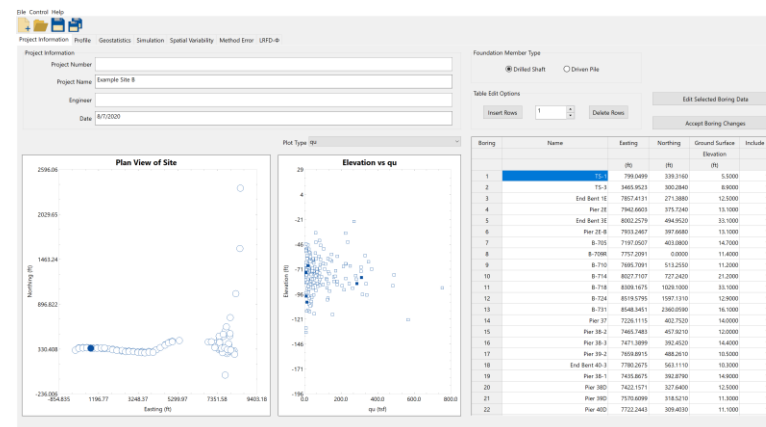 File Control Help
Project Information Profile Geostatistics Simulation Spatial Variability Method Error LRFD-Φ
Project Information
Project Number
Project Name Example Site B
Engineer
Date 8/7/2020
Foundation Member Type
Drilled Shaft Driven Pile
Table Edit Options
Insert Rows 1 Delete Rows
Edit Selected Boring Data
Accept Boring Changes
Plot Type qu
Plan View of Site
2596.06
2029.65
1463.24
896.822
330.408
-236.006
-854.835 1196.77 3248.37 5299.97 7351.58 9403.18
Northing (ft)
Easting (ft)
Elevation vs qu
29
4
-21
-46
-71
-96
-121
-146
-171
-196
0.0 200.0 400.0 600.0 800.0
Elevation (ft)
qu (tsf)
Boring Name Easting Northing Ground Surface Include
Elevation
(ft) (ft) (ft)
1 TS-1 799.0499 339.3160 5.5000
2 TS-3 3465.9523 300.2840 8.9000
3 End Bent 1E 7857.4131 271.3880 12.5000
4 Pier 2E 7942.6603 375.7240 13.1000
5 End Bent 3E 8002.2579 494.9520 33.1000
6 Pier 2E-B 7933.2467 397.6680 13.1000
7 B-705 7197.0507 403.0800 14.7000
8 B-709R 7757.2091 0.0000 11.4000
9 B-710 7695.7091 513.2550 11.2000
10 B-714 8027.7107 727.2420 21.2000
11 B-718 8309.1675 1029.1000 33.1000
12 B-724 8519.5795 1597.1310 12.9000
13 B-731 8548.3451 2360.0590 16.1000
14 Pier 37 7226.1115 402.7520 14.0000
15 Pier 38-2 7465.7483 457.9210 12.0000
16 Pier 38-3 7471.3899 392.4520 14.4000
17 Pier 39-2 7659.8915 488.2610 10.5000
18 End Bent 40-3 7780.2675 563.1110 10.3000
19 Pier 38-1 7435.8675 392.8790 14.9000
20 Pier 38D 7422.1571 327.6400 12.5000
21 Pier 39D 7570.6099 318.5210 11.3000
22 Pier 40D 7722.2443 309.4030 11.1000